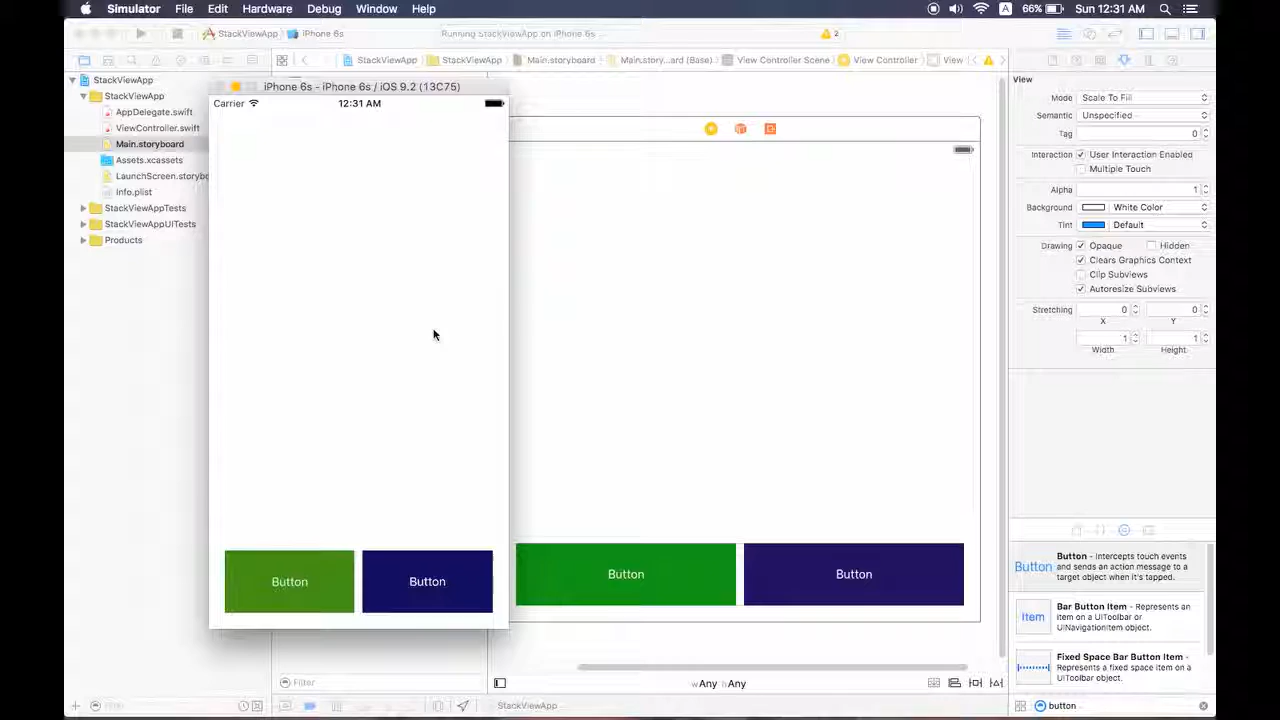 Simulator File Edit Hardware Debug Window Help A 66% Sun 12:31 AM
StackViewApp iPhone 6s Running StackViewApp on iPhone 6s 2
StackViewApp StackViewApp Main.storyboard Main.story...ard (Base) View Controller Scene View Controller View
StackViewApp
StackViewApp
AppDelegate.swift
ViewController.swift
Main.storyboard
Assets.xcassets
LaunchScreen.storybo
Info.plist
StackViewAppTests
StackViewAppUITests
Products
iPhone 6s - iPhone 6s / iOS 9.2 (13C75)
Carrier 12:31 AM
Button Button
Button Button
View
Mode Scale To Fill
Semantic Unspecified
Tag 0
Interaction User Interaction Enabled
Multiple Touch
Alpha 1
Background White Color
Tint Default
Drawing Opaque Hidden
Clears Graphics Context
Clip Subviews
Autoresize Subviews
Stretching 0 0
X Y
1 1
Width Height
Button Button - Intercepts touch events
and sends an action message to a
target object when it's tapped.
Item Bar Button Item - Represents an
item on a UIToolbar or
UINavigationItem object.
Fixed Space Bar Button Item -
Represents a fixed space item on a
UIToolbar object.
Filter
wAny hAny
Filter
StackViewApp
button